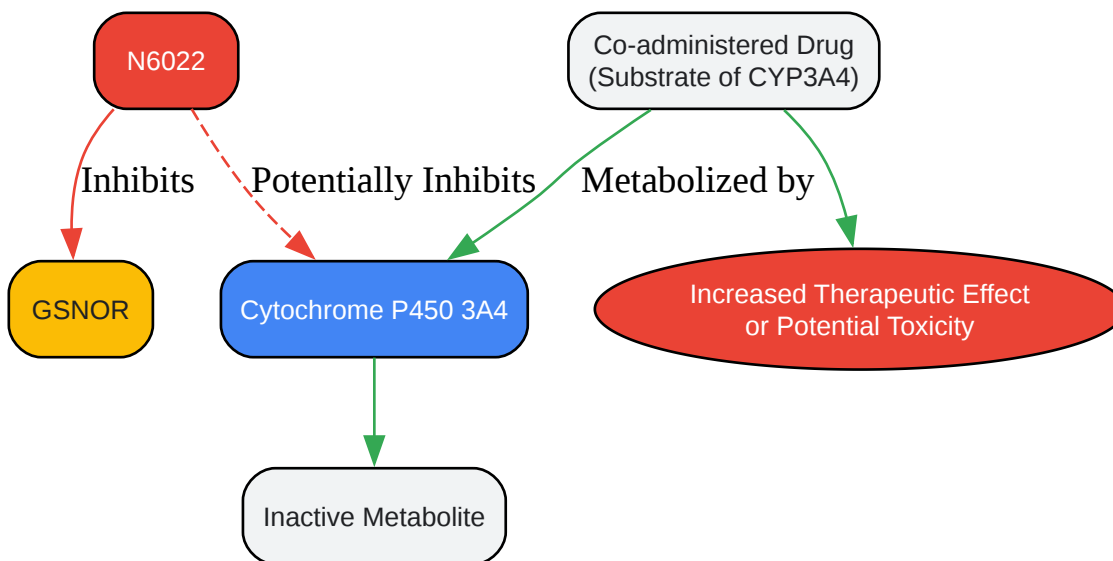 N6022
Co-administered Drug
(Substrate of CYP3A4)
Inhibits
Potentially Inhibits
Metabolized by
GSNOR
Cytochrome P450 3A4
Increased Therapeutic Effect
or Potential Toxicity
Inactive Metabolite